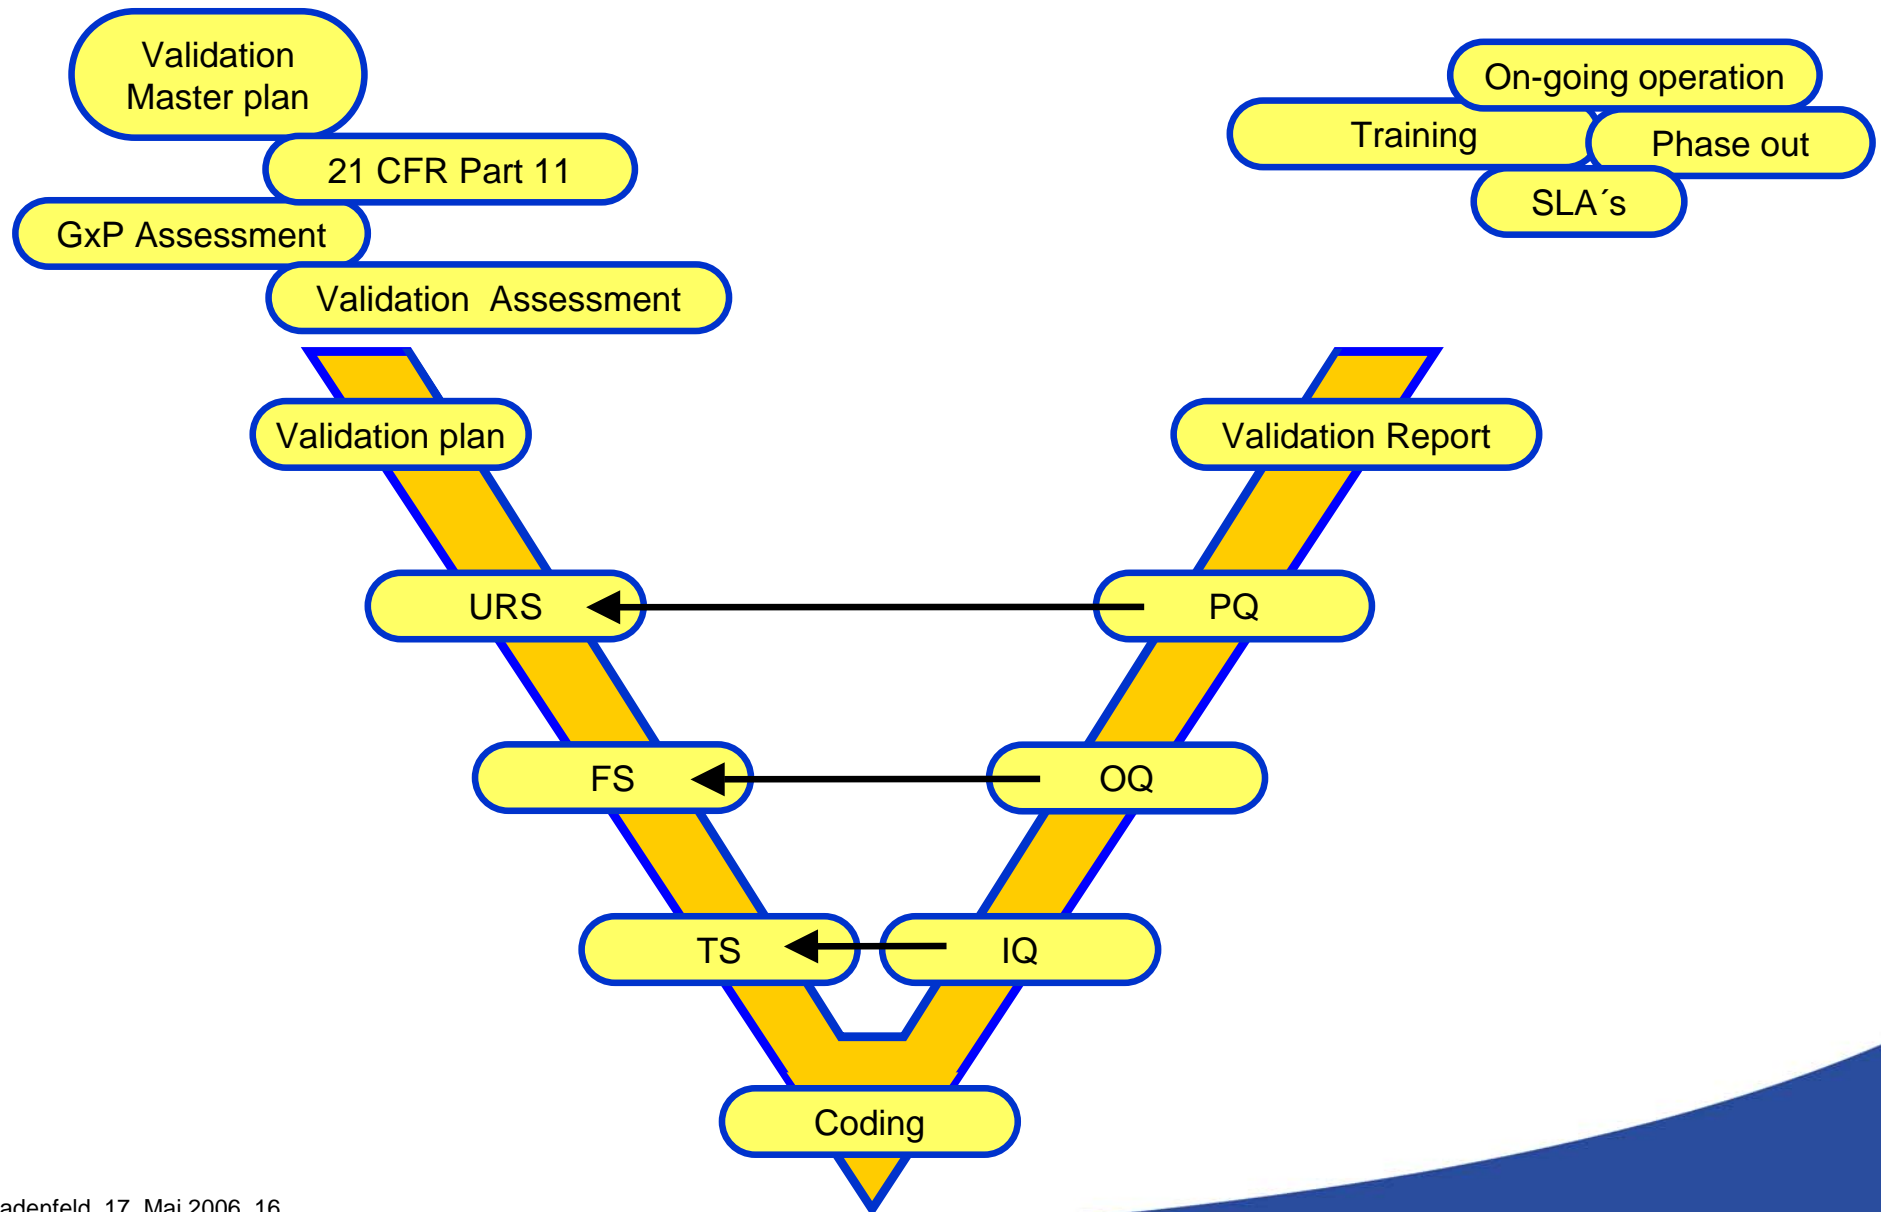 Validation
Master plan
21 CFR Part 11
GxP Assessment
Validation Assessment
On-going operation
Training
Phase out
SLA´s
Validation plan
Validation Report
URS
PQ
FS
OQ
TS
IQ
Coding
17. Mai 2006, 16